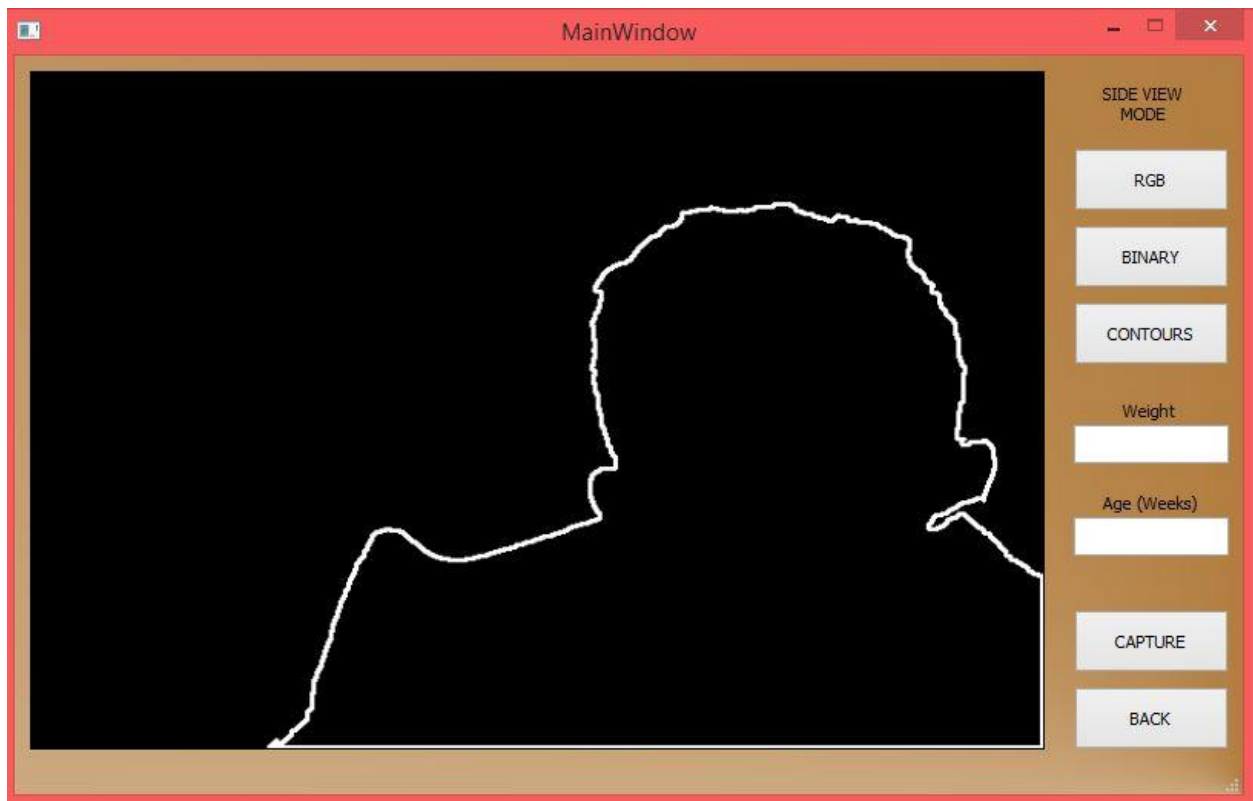 MainWindow
SIDE VIEW
MODE
RGB
BINARY
CONTOURS
Weight
Age (Weeks)
CAPTURE
BACK